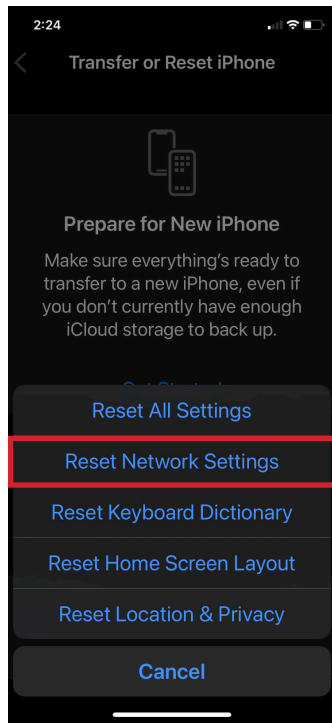 2:24
Transfer or Reset iPhone
Prepare for New iPhone
Make sure everything's ready to
transfer to a new iPhone, even if
you don't currently have enough
iCloud storage to back up.
Get Started
Reset All Settings
Reset Network Settings
Reset Keyboard Dictionary
Reset Home Screen Layout
Reset Location & Privacy
Cancel